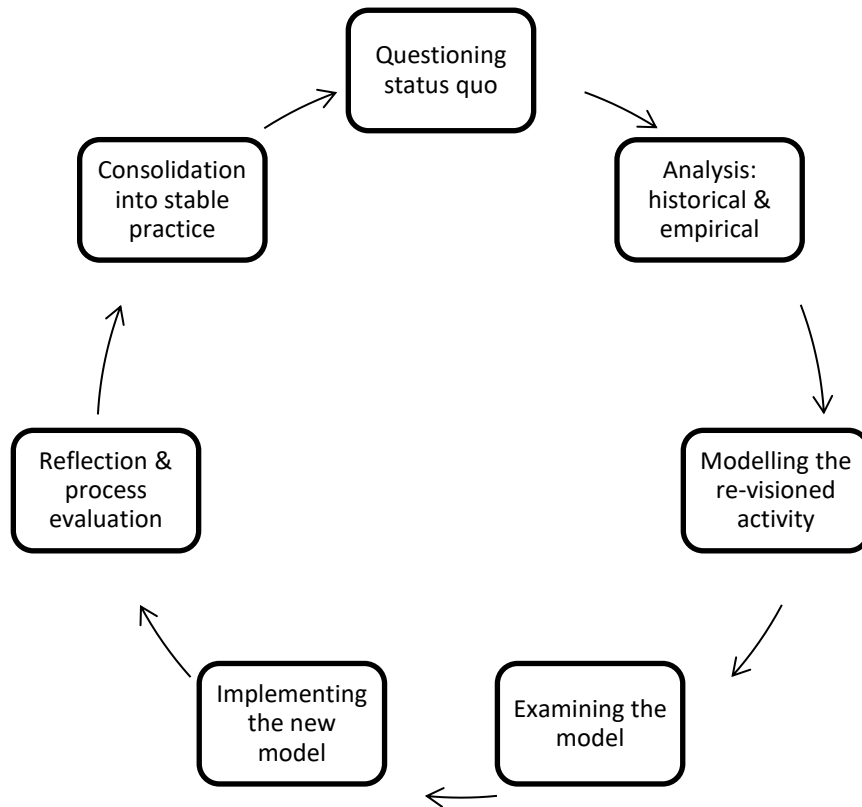 Questioning
status quo
Analysis:
historical &
empirical
Modelling the
re-visioned
activity
Examining the
model
Implementing
the new
model
Reflection &
process
evaluation
Consolidation
into stable
practice